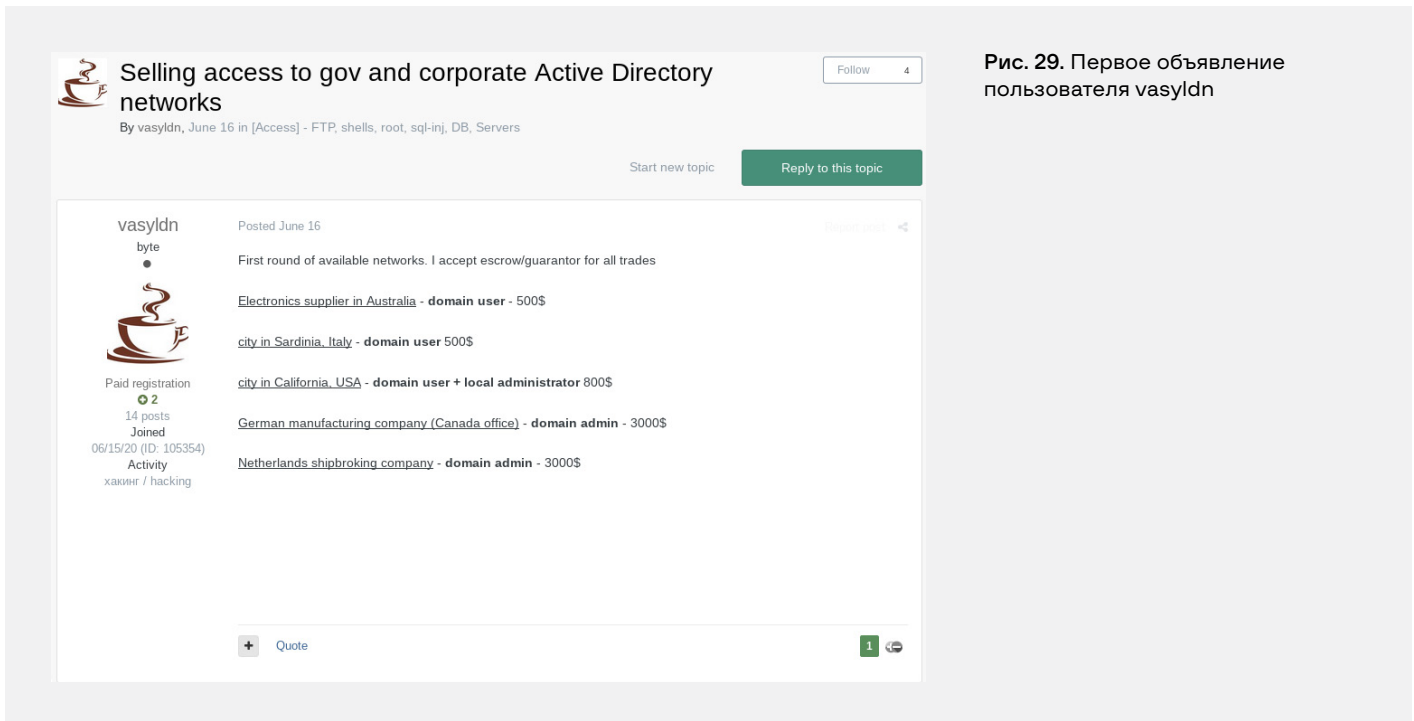 Selling access to gov and corporate Active Directory
networks
By vasyldn, June 16 in [Access] - FTP, shells, root, sql-inj, DB, Servers
Follow 4
Рис. 29. Первое объявление
пользователя vasyldn
Start new topic
Reply to this topic
vasyldn
byte
Paid registration
2
14 posts
Joined
06/15/20 (ID: 105354)
Activity
хакинг / hacking
Posted June 16
First round of available networks. I accept escrow/guarantor for all trades
Electronics supplier in Australia - domain user - 500$
city in Sardinia, Italy - domain user 500$
city in California, USA - domain user + local administrator 800$
German manufacturing company (Canada office) - domain admin - 3000$
Netherlands shipbroking company - domain admin - 3000$
Quote
1